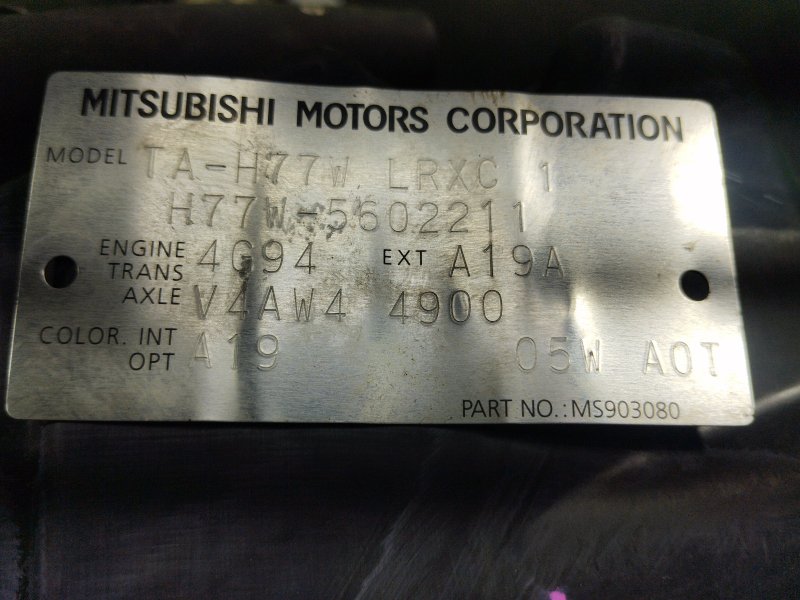 MITSUBISHI MOTORS CORPORATION
MODEL TA-H77W LRXC 1
H77W-5602211
ENGINE 4G94 EXT A19A
TRANS
AXLE V4AW4 4900
COLOR. INT A19 05W A0T
OPT
PART NO.: MS903080